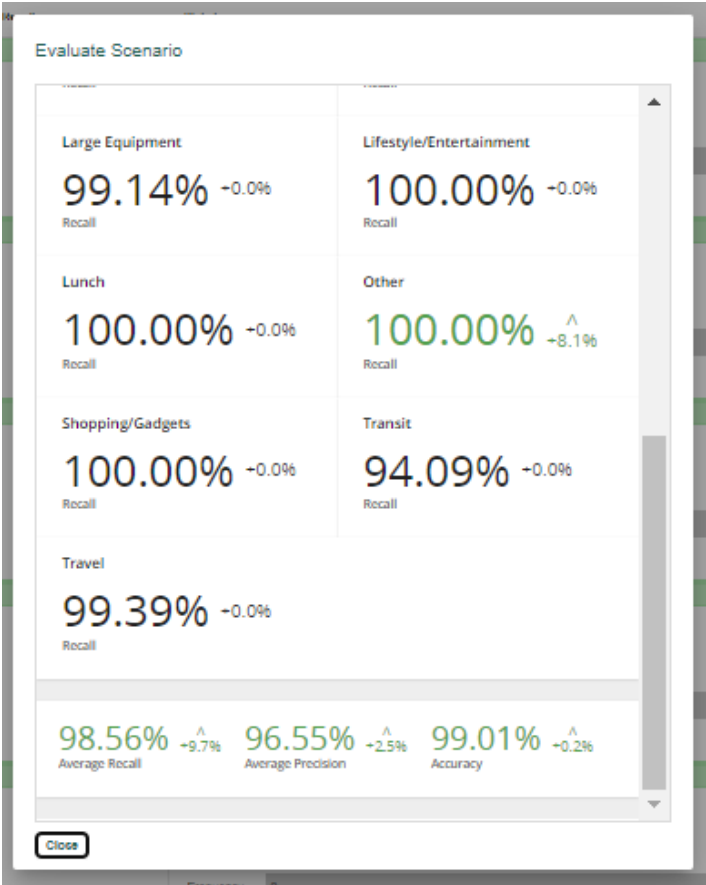 Evaluate Scenario
Recall Recall
Large Equipment Lifestyle/Entertainment
99.14% +0.0% 100.00% +0.0%
Recall Recall
Lunch Other
100.00% +0.0% 100.00% ^ +8.1%
Recall Recall
Shopping/Gadgets Transit
100.00% +0.0% 94.09% +0.0%
Recall Recall
Travel
99.39% +0.0%
Recall
98.56% ^ +9.7% 96.55% ^ +2.5% 99.01% ^ +0.2%
Average Recall Average Precision Accuracy
Close